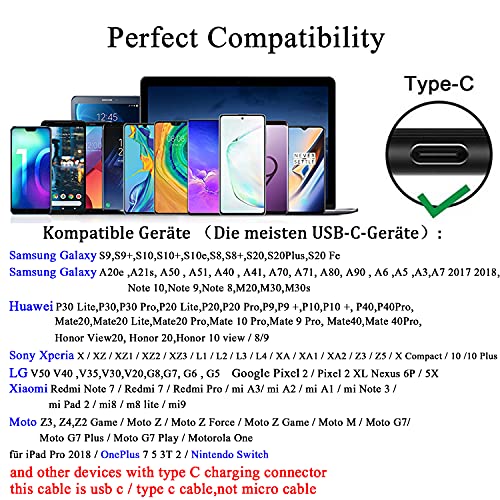 Perfect Compatibility
Type-C
Kompatible Geräte （Die meisten USB-C-Geräte）:
Samsung Galaxy S9,S9+,S10,S10+,S10e,S8,S8+,S20,S20Plus,S20 Fe
Samsung Galaxy A20e ,A21s, A50 , A51, A40 , A41, A70, A71, A80, A90 , A6 ,A5 ,A3,A7 2017 2018,
Note 10,Note 9,Note 8,M20,M30,M30s
Huawei P30 Lite,P30,P30 Pro,P20 Lite,P20 Pro,P9,P9 +,P10,P10 +, P40,P40Pro,
Mate20,Mate20 Lite,Mate20 Pro,Mate 10 Pro,Mate 9 Pro, Mate40,Mate 40Pro,
Honor View20, Honor 20,Honor 10 view / 8/9
Sony Xperia X / XZ / XZ1 / XZ2 / XZ3 / L1 / L2 / L3 / L4 / XA / XA1 / XA2 / Z3 / Z5 / X Compact / 10 /10 Plus
LG V50 V40 ,V35,V30,V20,G8,G7, G6 , G5 Google Pixel 2 / Pixel 2 XL Nexus 6P / 5X
Xiaomi Redmi Note 7 / Redmi 7 / Redmi Pro / mi A3/ mi A2 / mi A1 / mi Note 3 /
mi Pad 2 / mi8 / m8 lite / mi9
Moto Z3, Z4,Z2 Game / Moto Z / Moto Z Force / Moto Z Game / Moto M / Moto G7/
Moto G7 Plus / Moto G7 Play / Motorola One
für iPad Pro 2018 / OnePlus 7 5 3T 2 / Nintendo Switch
and other devices with type C charging connector
this cable is usb c / type c cable,not micro cable